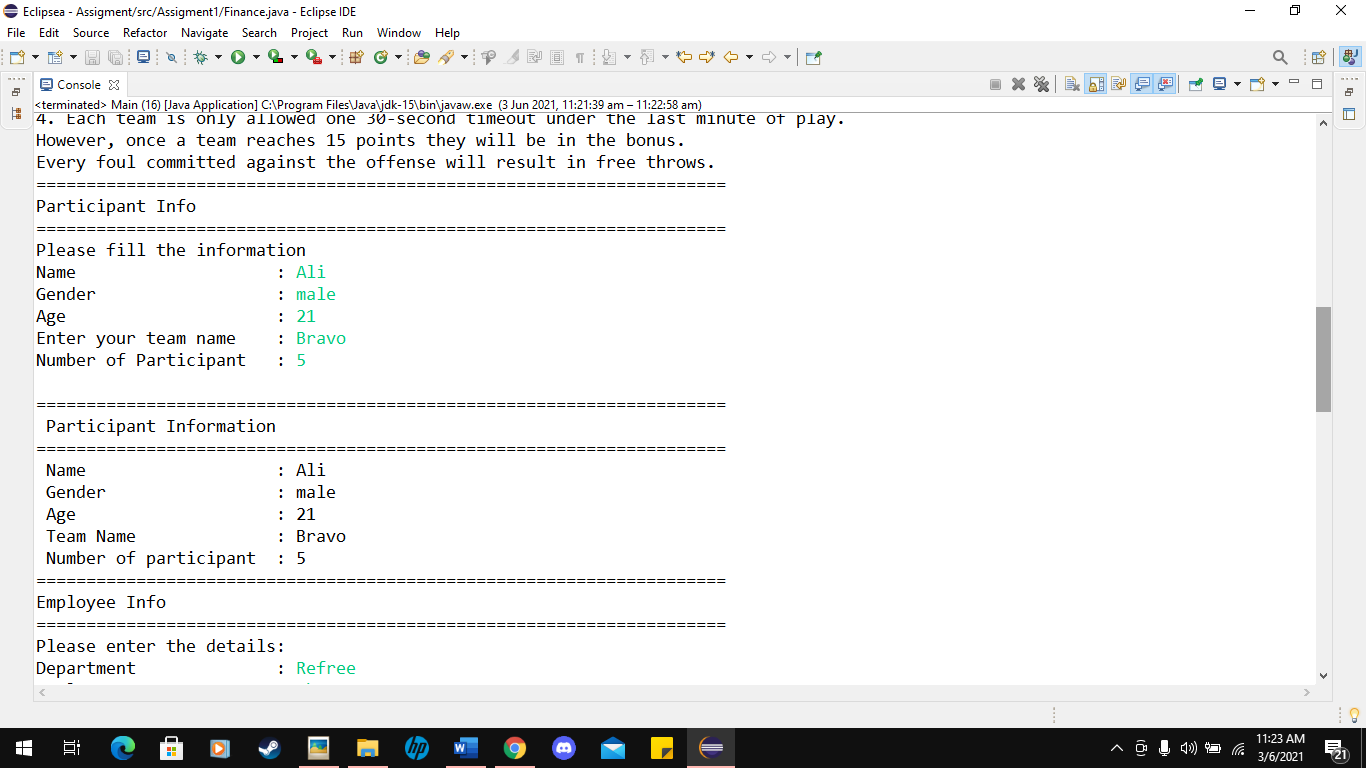 Eclipsea - Assigment/src/Assigment1/Finance.java - Eclipse IDE
File Edit Source Refactor Navigate Search Project Run Window Help
Console
<terminated> Main (16) [Java Application] C:\Program Files\Java\jdk-15\bin\javaw.exe (3 Jun 2021, 11:21:39 am – 11:22:58 am)
4. Each team is only allowed one 30-second timeout under the last minute of play.
However, once a team reaches 15 points they will be in the bonus.
Every foul committed against the offense will result in free throws.
=====================================================================
Participant Info
=====================================================================
Please fill the information
Name : Ali
Gender : male
Age : 21
Enter your team name : Bravo
Number of Participant : 5
=====================================================================
Participant Information
=====================================================================
Name : Ali
Gender : male
Age : 21
Team Name : Bravo
Number of participant : 5
=====================================================================
Employee Info
=====================================================================
Please enter the details:
Department : Refree
11:23 AM
3/6/2021
21